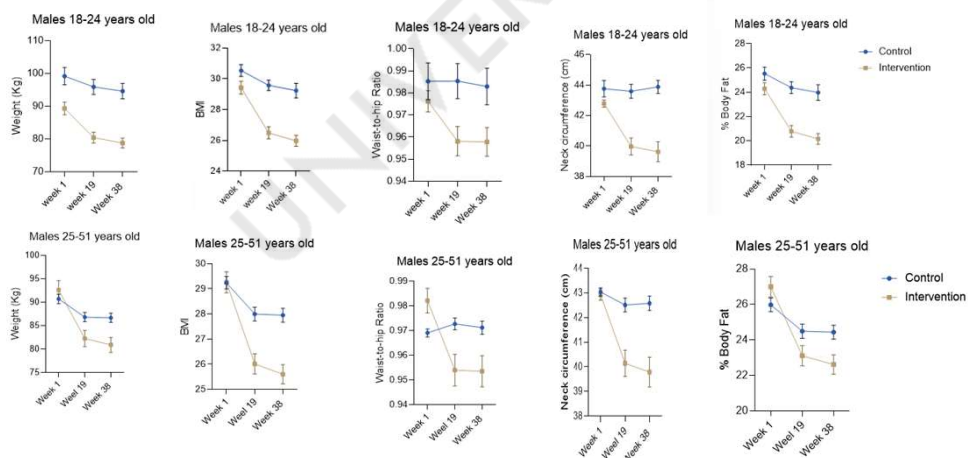 Males 18-24 years old
Weight (Kg)
110
100
90
80
70
week 1
week 19
Week 38
Males 18-24 years old
BMI
32
30
28
26
24
week 1
week 19
Week 38
Males 18-24 years old
Waist-to-hip Ratio
1.00
0.99
0.98
0.97
0.96
0.95
0.94
week 1
week 19
Week 38
Males 18-24 years old
Neck circumference (cm)
46
44
42
40
38
week 1
week 19
Week 38
Males 18-24 years old
% Body Fat
28
26
24
22
20
18
week 1
week 19
Week 38
Control
Intervention
Males 25-51 years old
Weight (Kg)
100
95
90
85
80
75
Week 1
Weel 19
Week 38
Males 25-51 years old
BMI
30
29
28
27
26
25
Week 1
Weel 19
Week 38
Males 25-51 years old
Waist-to-hip Ratio
0.99
0.98
0.97
0.96
0.95
0.94
Week 1
Weel 19
Week 38
Males 25-51 years old
Neck circumference (cm)
44
43
42
41
40
39
38
Week 1
Weel 19
Week 38
Males 25-51 years old
% Body Fat
28
26
24
22
20
Week 1
Weel 19
Week 38
Control
Intervention